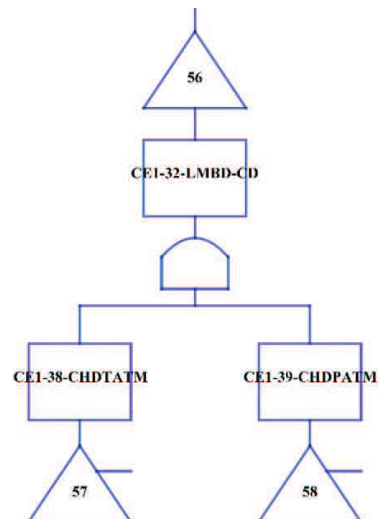 56
CE1-32-LMBD-CD
CE1-38-CHDTATM
CE1-39-CHDPATM
57
58